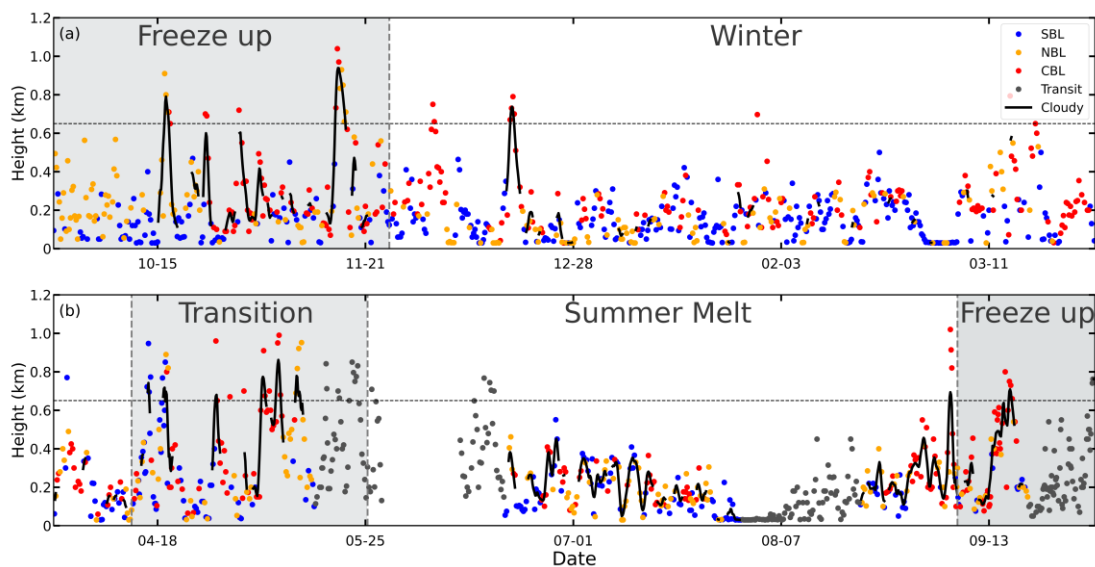 (a)
Freeze up
Winter
SBL
NBL
CBL
Transit
Cloudy
Height (km)
1.2
1.0
0.8
0.6
0.4
0.2
0
10-15
11-21
12-28
02-03
03-11
(b)
Transition
Summer Melt
Freeze up
Height (km)
1.2
1.0
0.8
0.6
0.4
0.2
0
04-18
05-25
07-01
08-07
09-13
Date